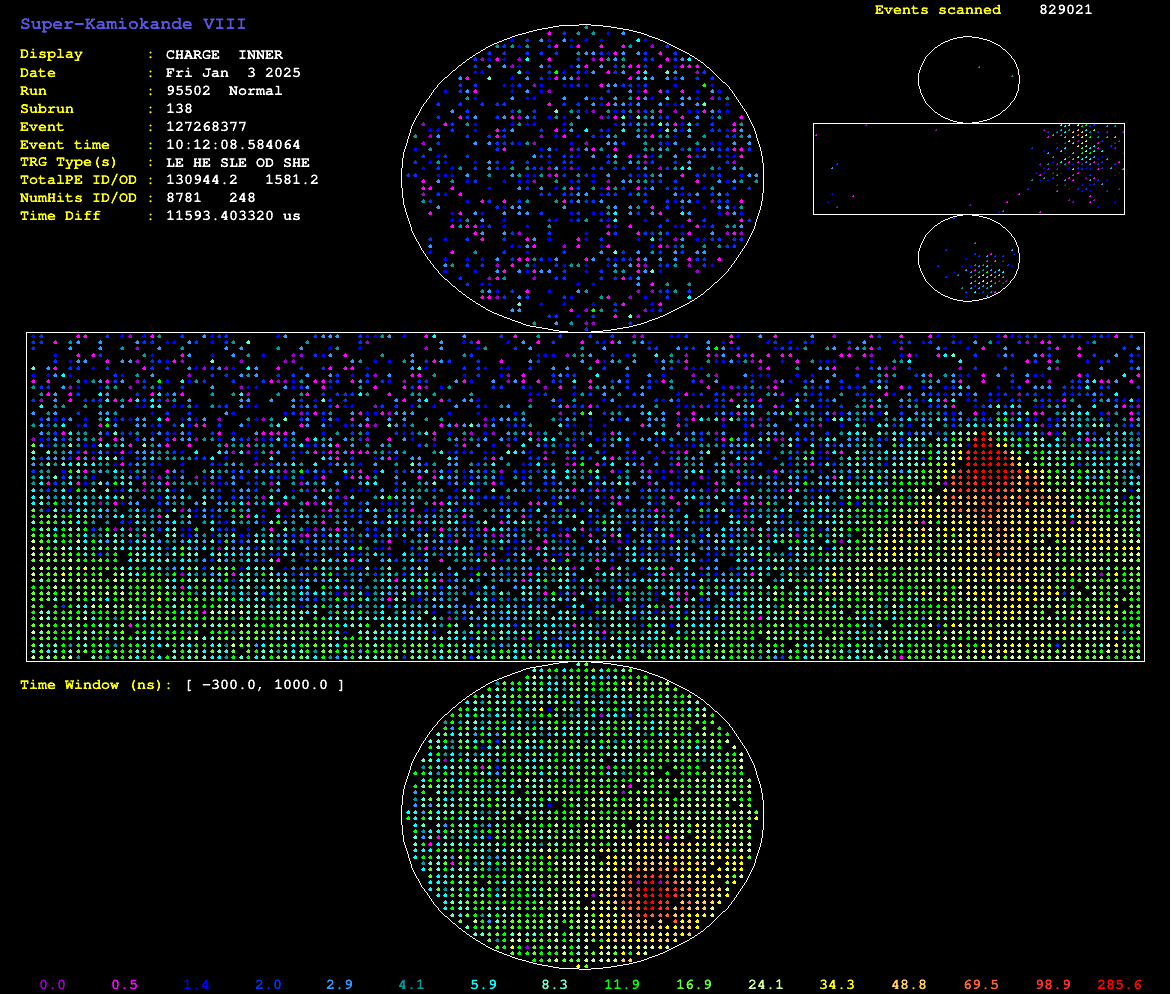 Super-Kamiokande VIII
Events scanned 829021
Display : CHARGE INNER
Date : Fri Jan 3 2025
Run : 95502 Normal
Subrun : 138
Event : 127268377
Event time : 10:12:08.584064
TRG Type(s) : LE HE SLE OD SHE
TotalPE ID/OD : 130944.2 1581.2
NumHits ID/OD : 8781 248
Time Diff : 11593.403320 us
Time Window (ns): [ −300.0, 1000.0 ]
0.0 0.5 1.4 2.0 2.9 4.1 5.9 8.3 11.9 16.9 24.1 34.3 48.8 69.5 98.9 285.6